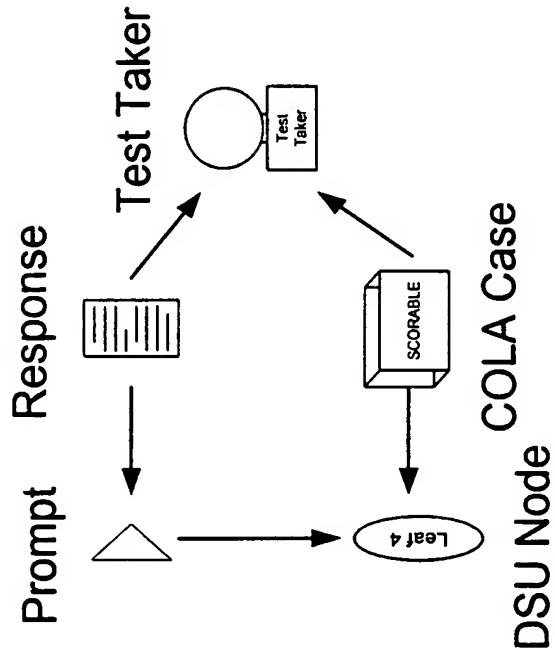 Prompt
Response
Test Taker
Test
Taker
Leaf 4
SCORABLE
DSU Node
COLA Case